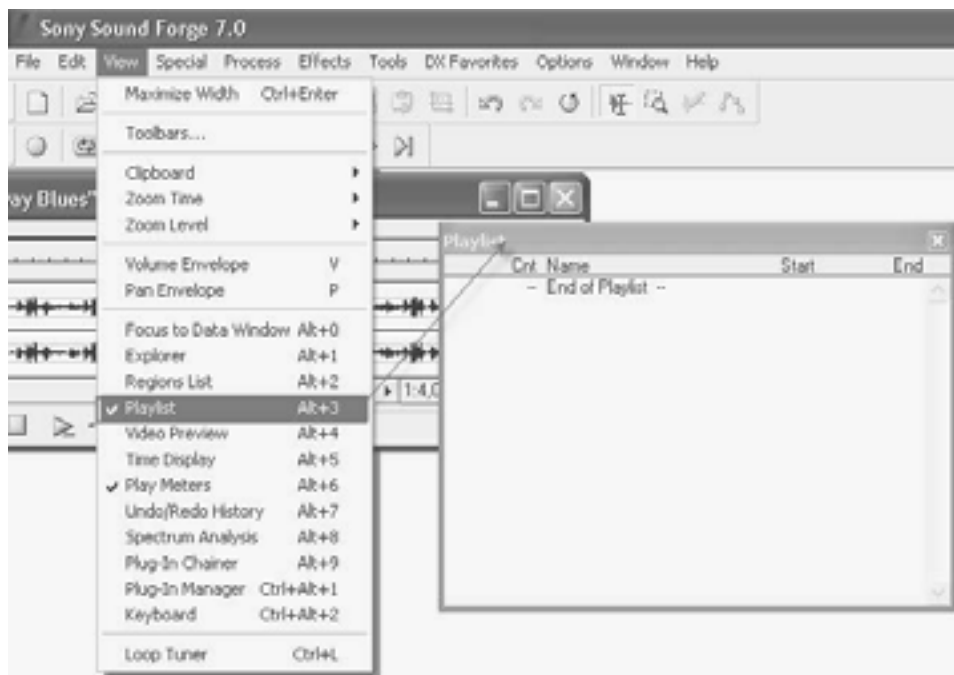 Sony Sound Forge 7.0
File Edit View Special Process Effects Tools DX Favorites Options Window Help
Maximize Width Ctrl+Enter
Toolbars...
Clipboard
Zoom Time
Zoom Level
Volume Envelope V
Pan Envelope P
Focus to Data Window Alt+0
Explorer Alt+1
Regions List Alt+2
Playlist Alt+3
Video Preview Alt+4
Time Display Alt+5
Play Meters Alt+6
Undo/Redo History Alt+7
Spectrum Analysis Alt+8
Plug-In Chainer Alt+9
Plug-In Manager Ctrl+Alt+1
Keyboard Ctrl+Alt+2
Loop Tuner Ctrl+L
way Blues"
1:4,0
Playlist
Cnt Name Start End
-- End of Playlist --